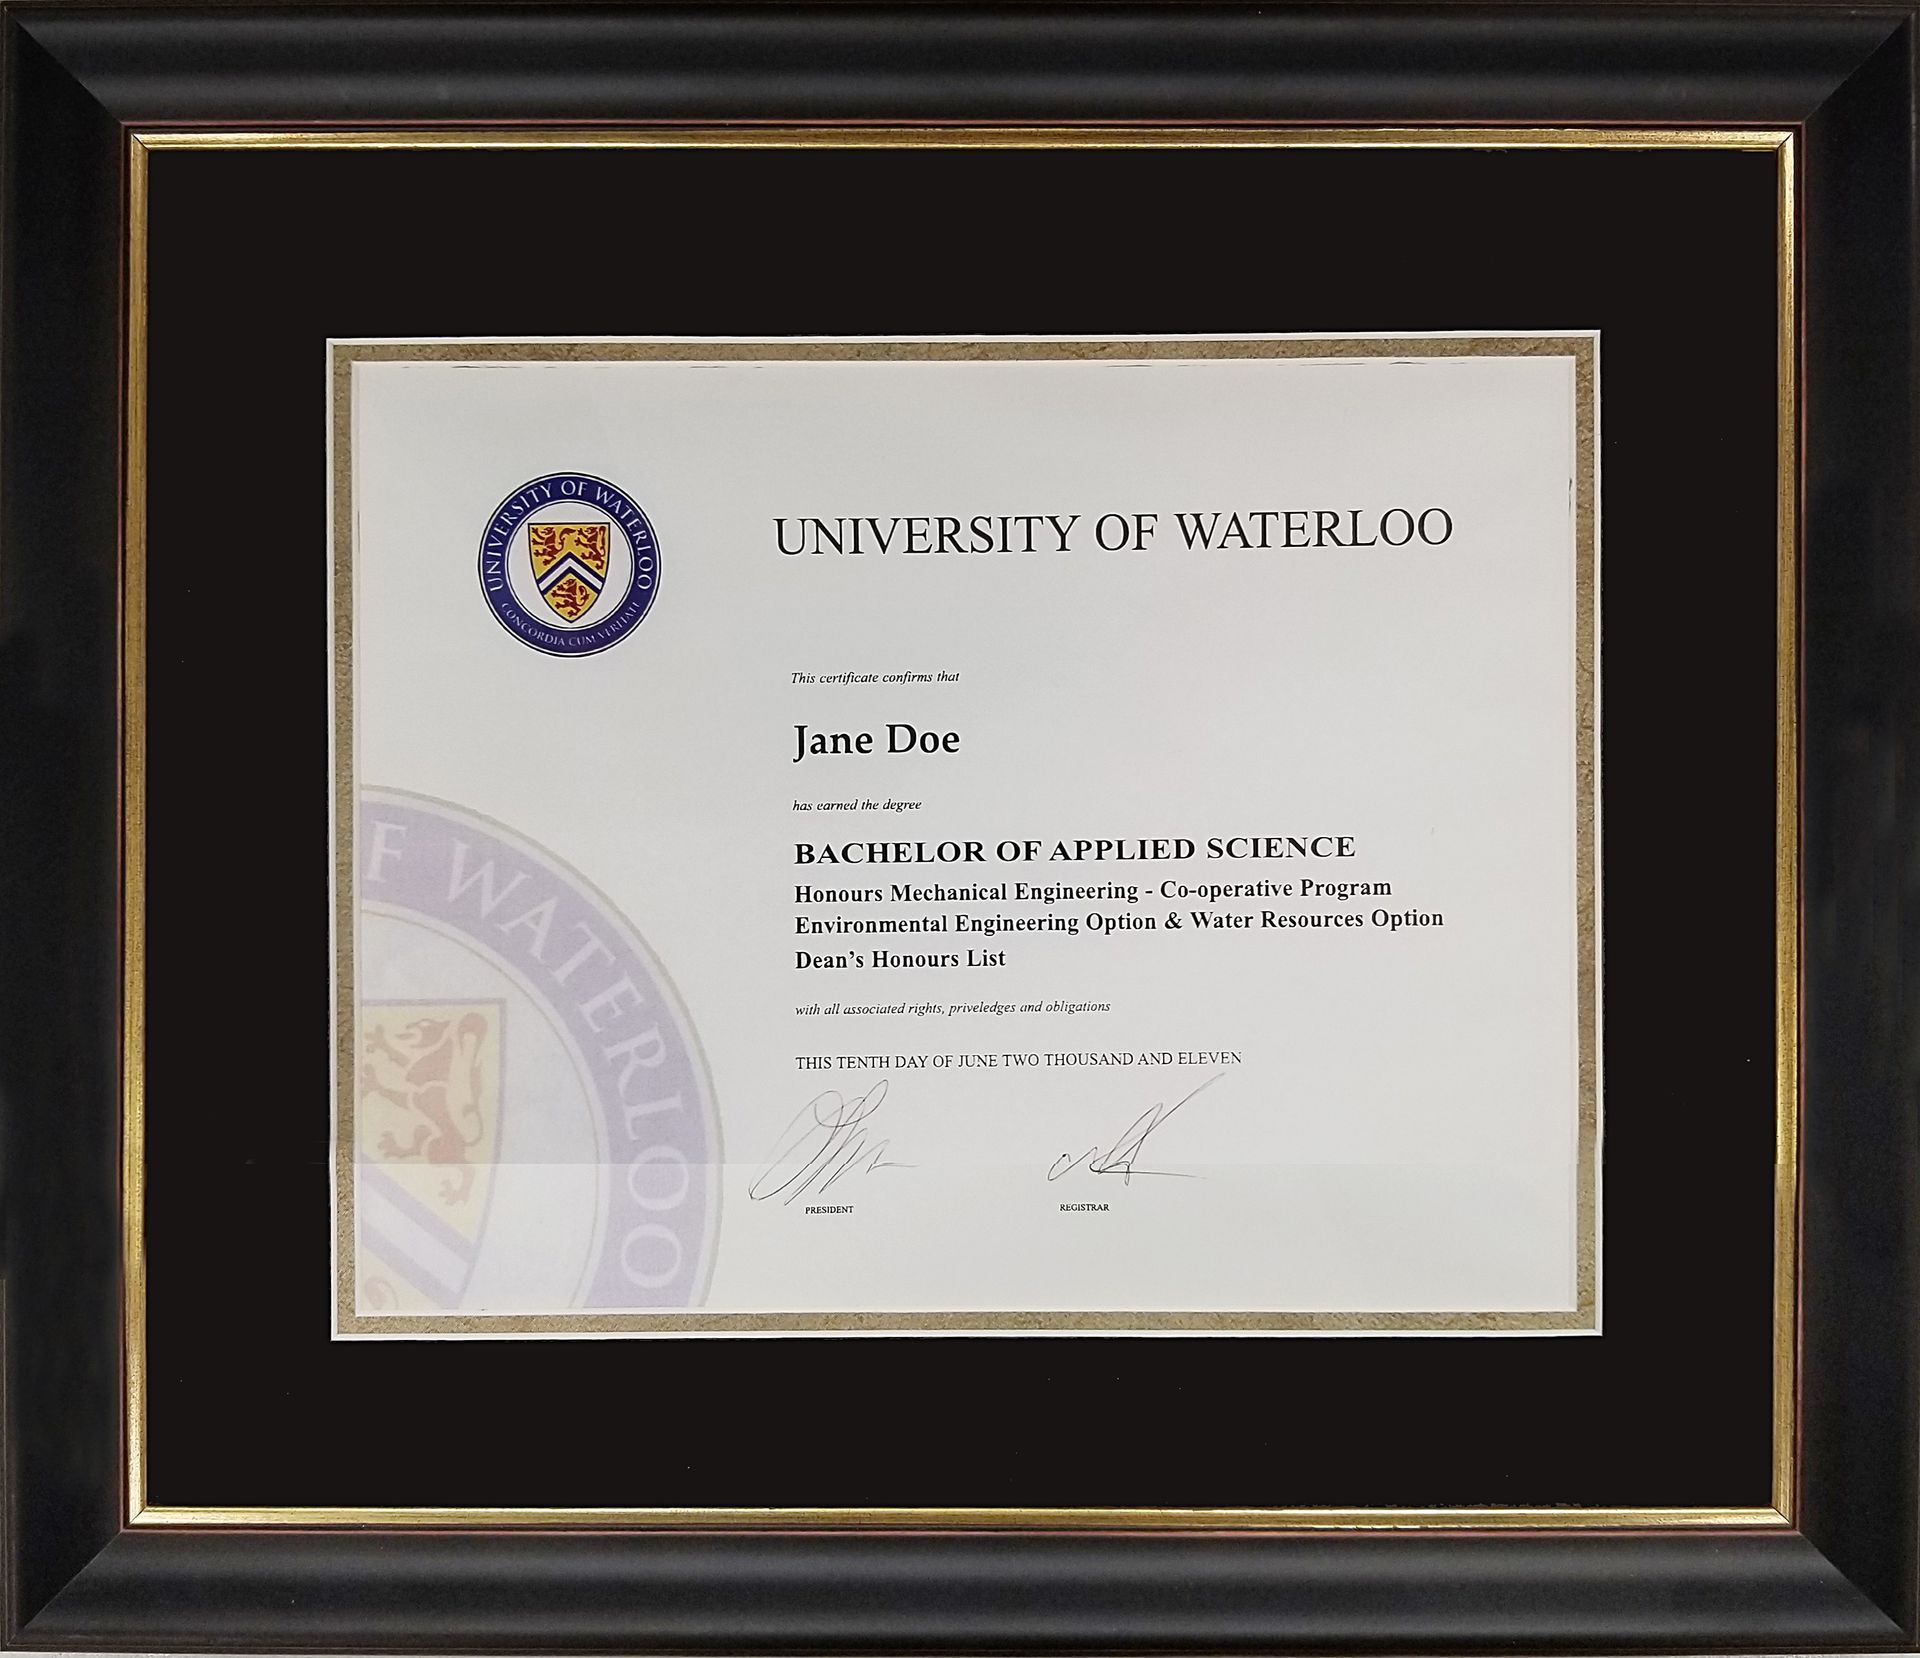 UNIVERSITY OF WATERLOO
CONCORDIA CUM VERITATE
UNIVERSITY OF WATERLOO
This certificate confirms that
Jane Doe
has earned the degree
BACHELOR OF APPLIED SCIENCE
Honours Mechanical Engineering - Co-operative Program
Environmental Engineering Option & Water Resources Option
Dean's Honours List
with all associated rights, priveledges and obligations
THIS TENTH DAY OF JUNE TWO THOUSAND AND ELEVEN
PRESIDENT
REGISTRAR
F WATERLOO